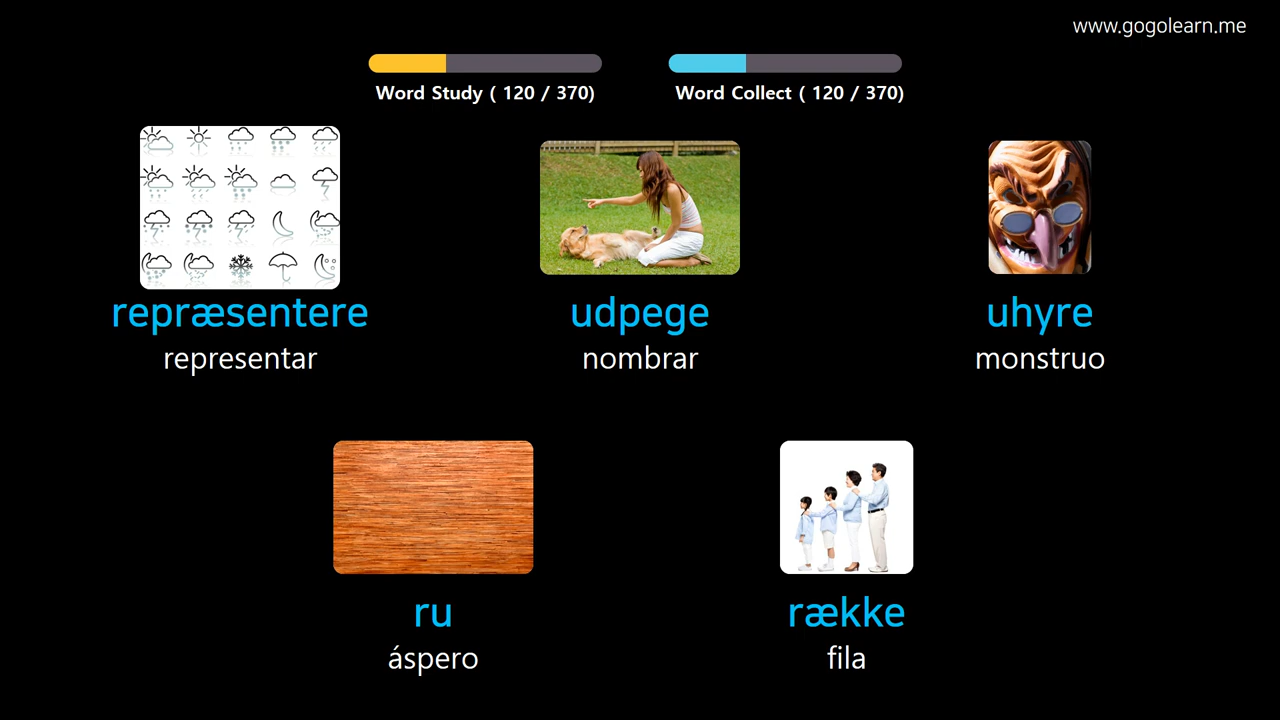 www.gogolearn.me
Word Study ( 120 / 370)
Word Collect ( 120 / 370)
repræsentere
representar
udpege
nombrar
uhyre
monstruo
ru
áspero
række
fila